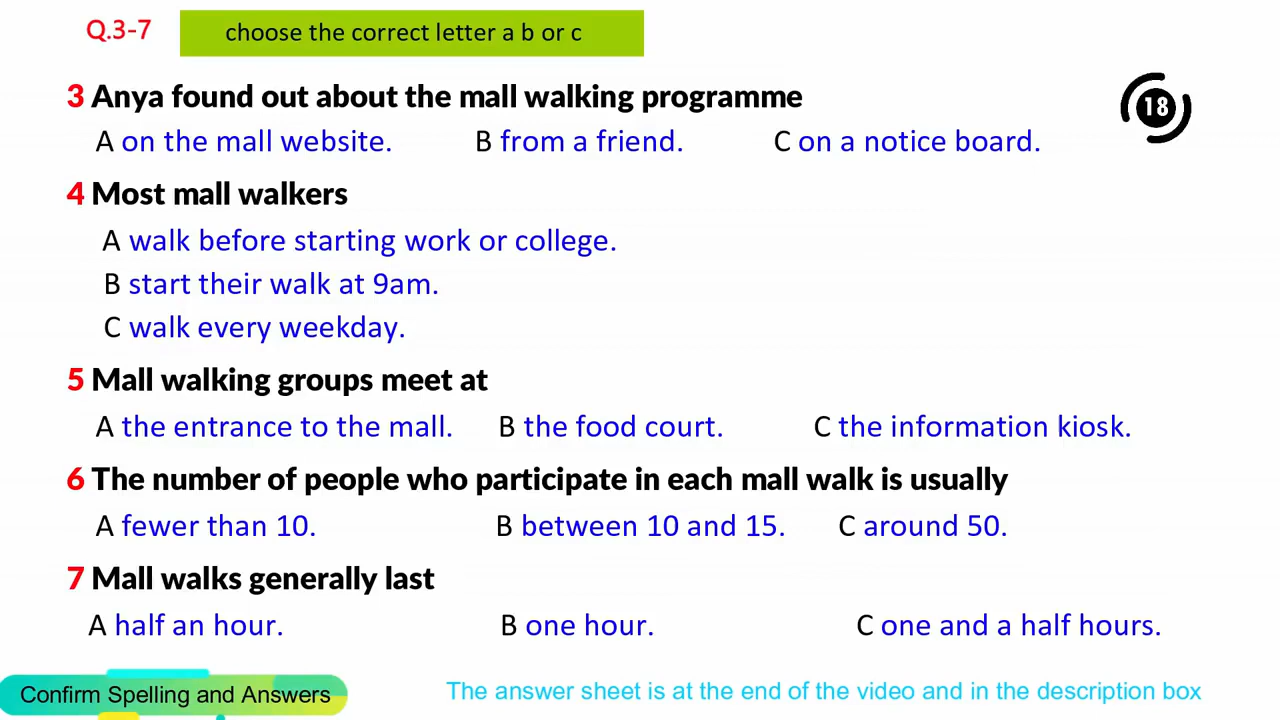 Q.3-7 choose the correct letter a b or c
3 Anya found out about the mall walking programme
18
A on the mall website. B from a friend. C on a notice board.
4 Most mall walkers
A walk before starting work or college.
B start their walk at 9am.
C walk every weekday.
5 Mall walking groups meet at
A the entrance to the mall. B the food court. C the information kiosk.
6 The number of people who participate in each mall walk is usually
A fewer than 10. B between 10 and 15. C around 50.
7 Mall walks generally last
A half an hour. B one hour. C one and a half hours.
Confirm Spelling and Answers The answer sheet is at the end of the video and in the description box